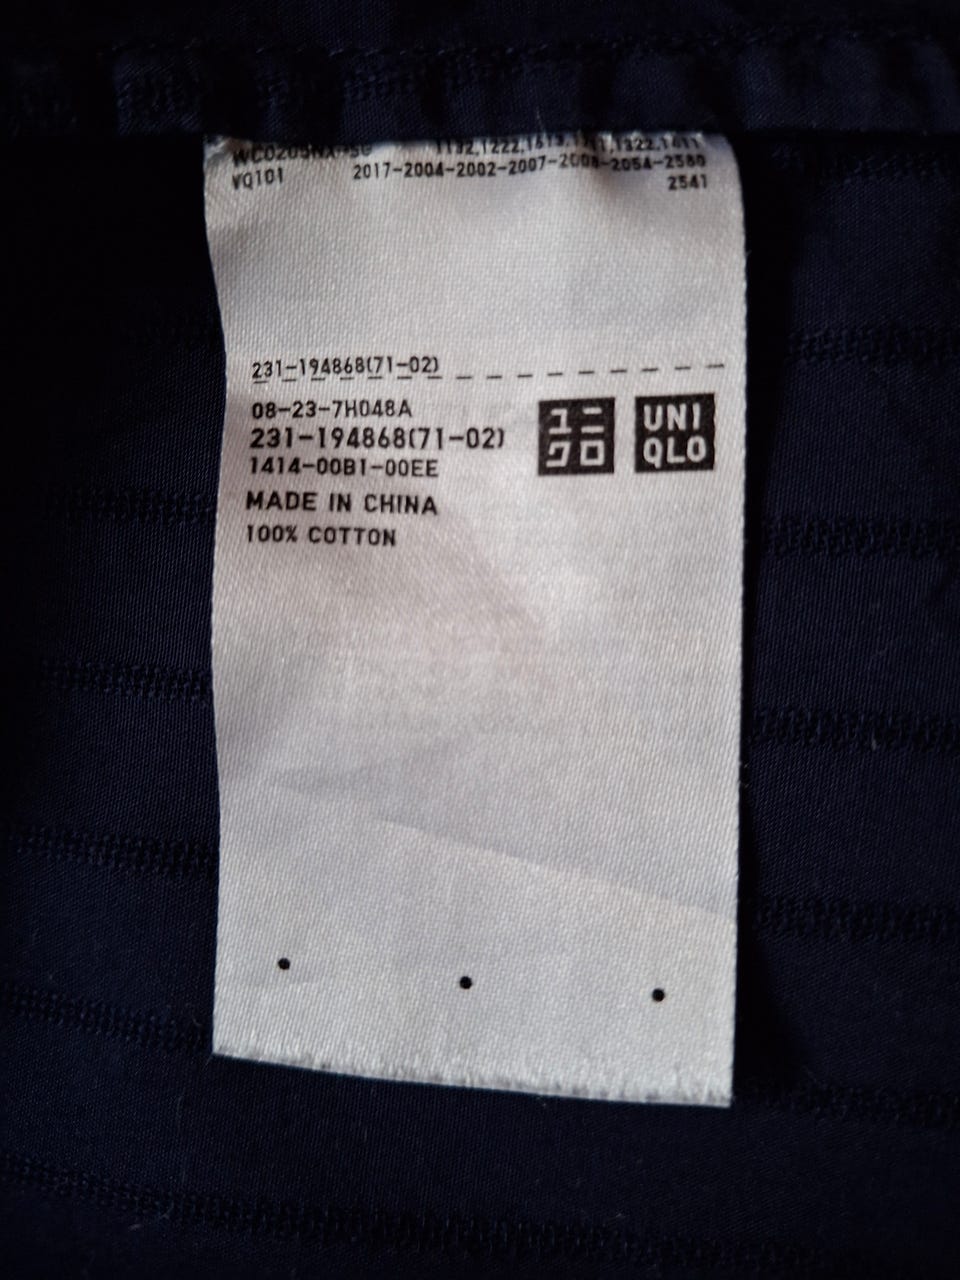 VQ101
2017-2004-2002-2007-2008-2054-2580
2541
231-194868(71-02)
08-23-7H048A
231-194868(71-02)
1414-00B1-00EE
MADE IN CHINA
100% COTTON
ユニ
クロ
UNI
QLO